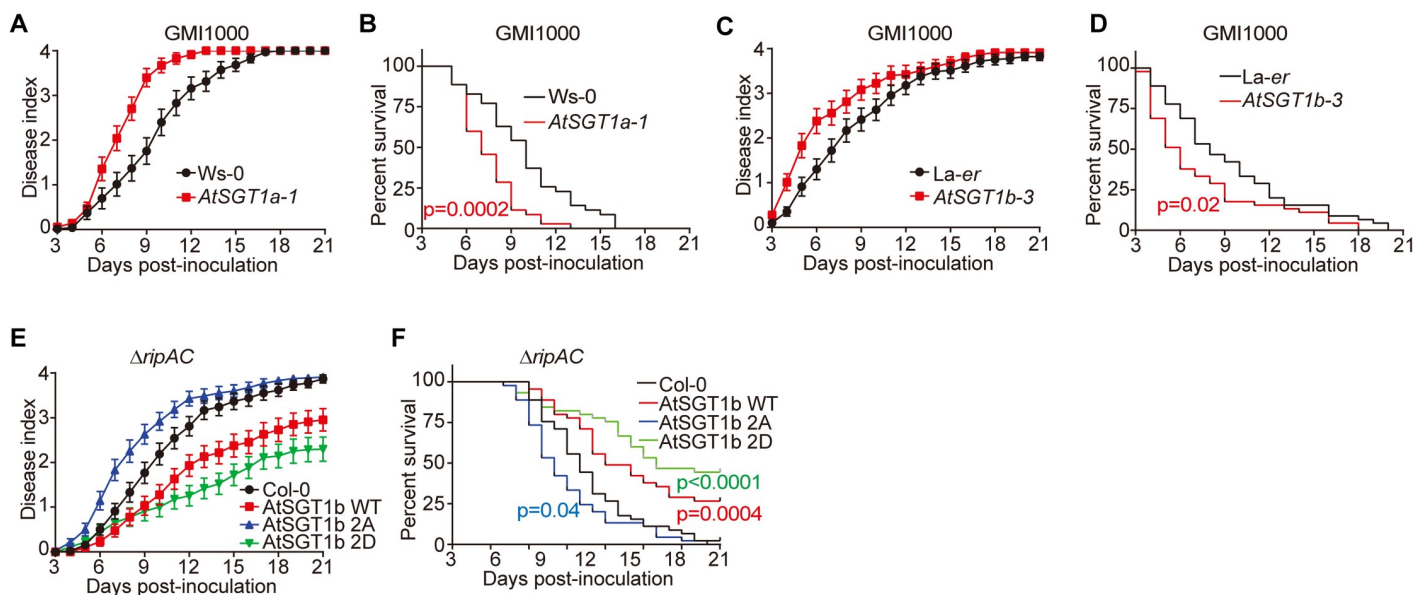 A
GMI1000
Disease index
4
3
2
1
0
Ws-0
AtSGT1a-1
3 6 9 12 15 18 21
Days post-inoculation
B
GMI1000
Percent survival
100
75
50
25
0
Ws-0
AtSGT1a-1
p=0.0002
3 6 9 12 15 18 21
Days post-inoculation
C
GMI1000
Disease index
4
3
2
1
0
La-er
AtSGT1b-3
3 6 9 12 15 18 21
Days post-inoculation
D
GMI1000
Percent survival
100
75
50
25
0
La-er
AtSGT1b-3
p=0.02
3 6 9 12 15 18 21
Days post-inoculation
E
ΔripAC
Disease index
4
3
2
1
0
Col-0
AtSGT1b WT
AtSGT1b 2A
AtSGT1b 2D
3 6 9 12 15 18 21
Days post-inoculation
F
ΔripAC
Percent survival
100
75
50
25
0
Col-0
AtSGT1b WT
AtSGT1b 2A
AtSGT1b 2D
p<0.0001
p=0.04
p=0.0004
3 6 9 12 15 18 21
Days post-inoculation